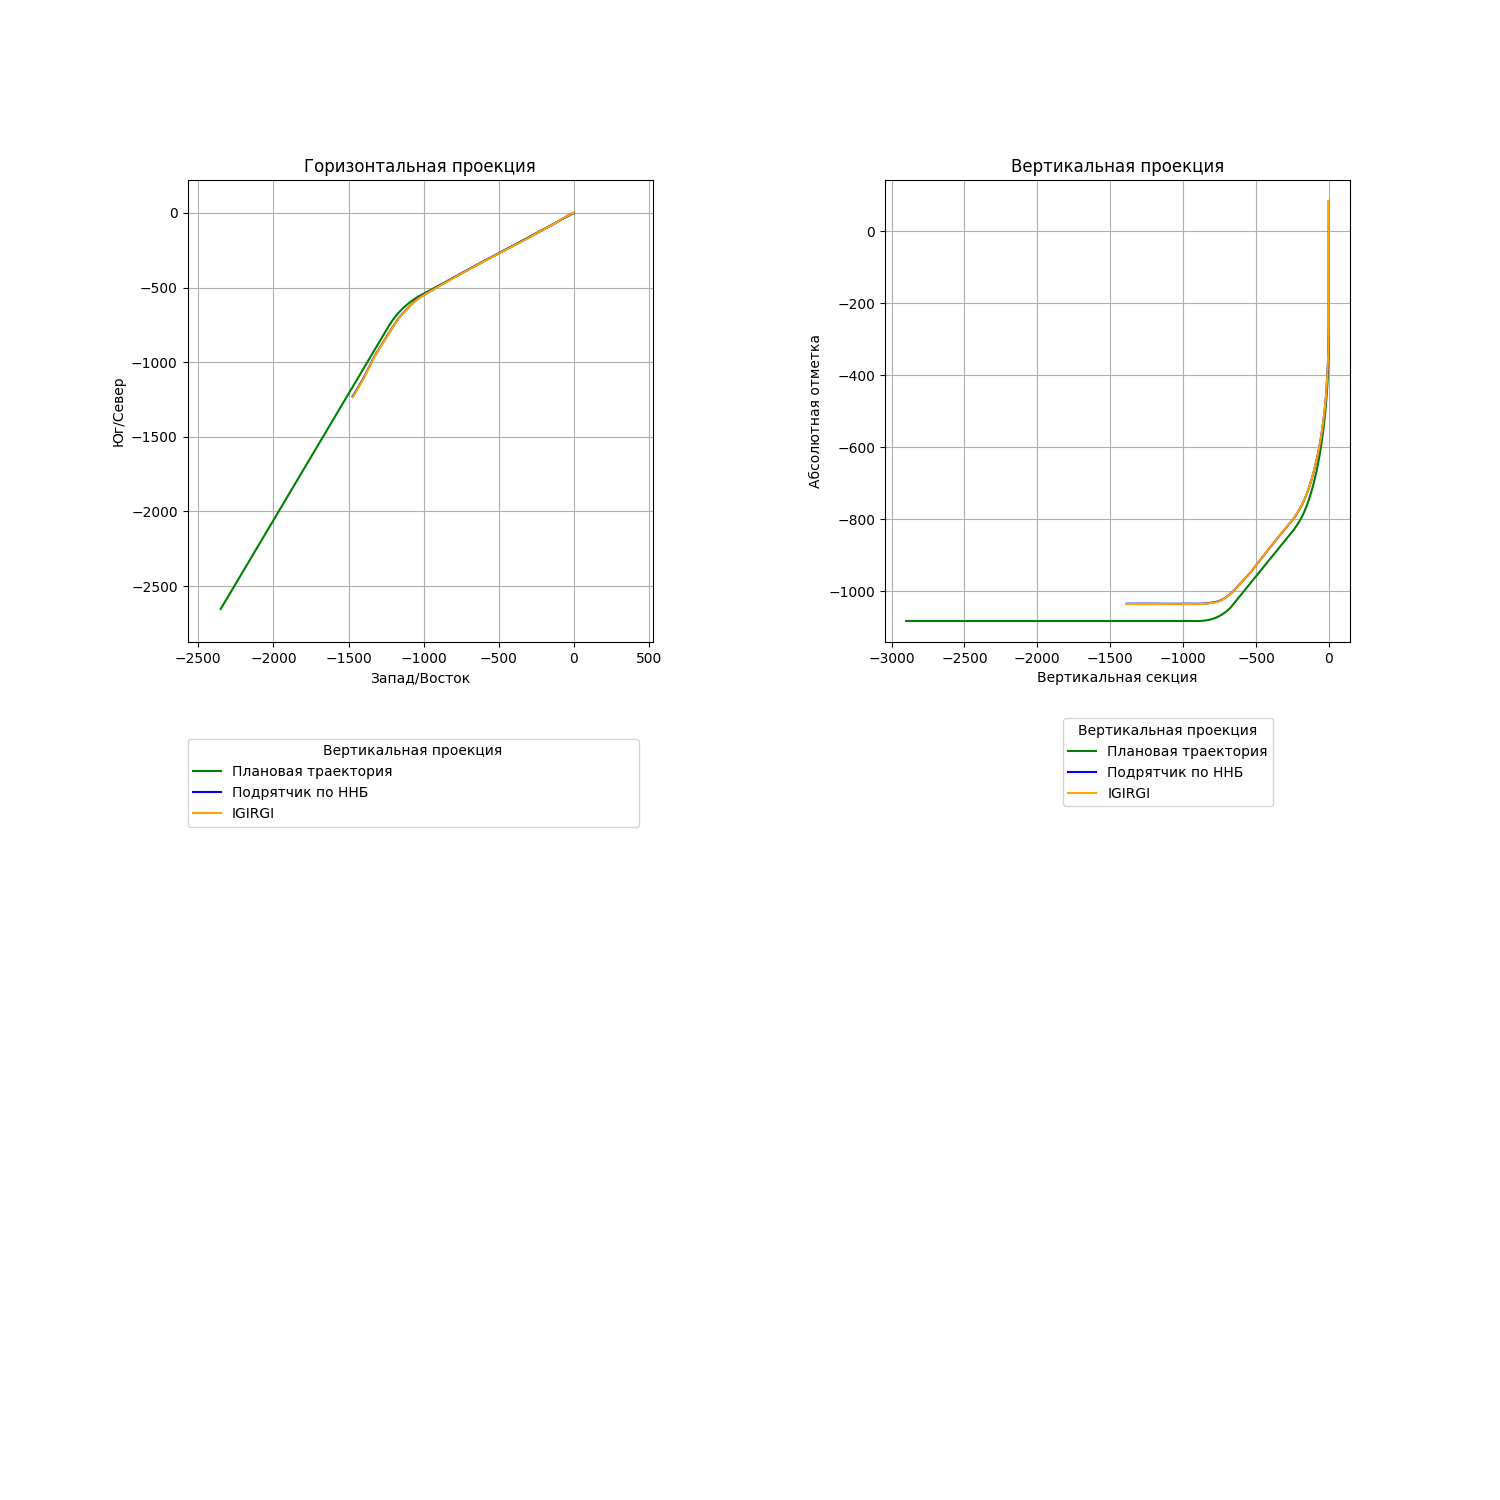 Горизонтальная проекция
0
−500
−1000
−1500
−2000
−2500
Юг/Север
−2500 −2000 −1500 −1000 −500 0 500
Запад/Восток
Вертикальная проекция
Плановая траектория
Подрятчик по ННБ
IGIRGI
Вертикальная проекция
0
−200
−400
−600
−800
−1000
Абсолютная отметка
−3000 −2500 −2000 −1500 −1000 −500 0
Вертикальная секция
Вертикальная проекция
Плановая траектория
Подрятчик по ННБ
IGIRGI